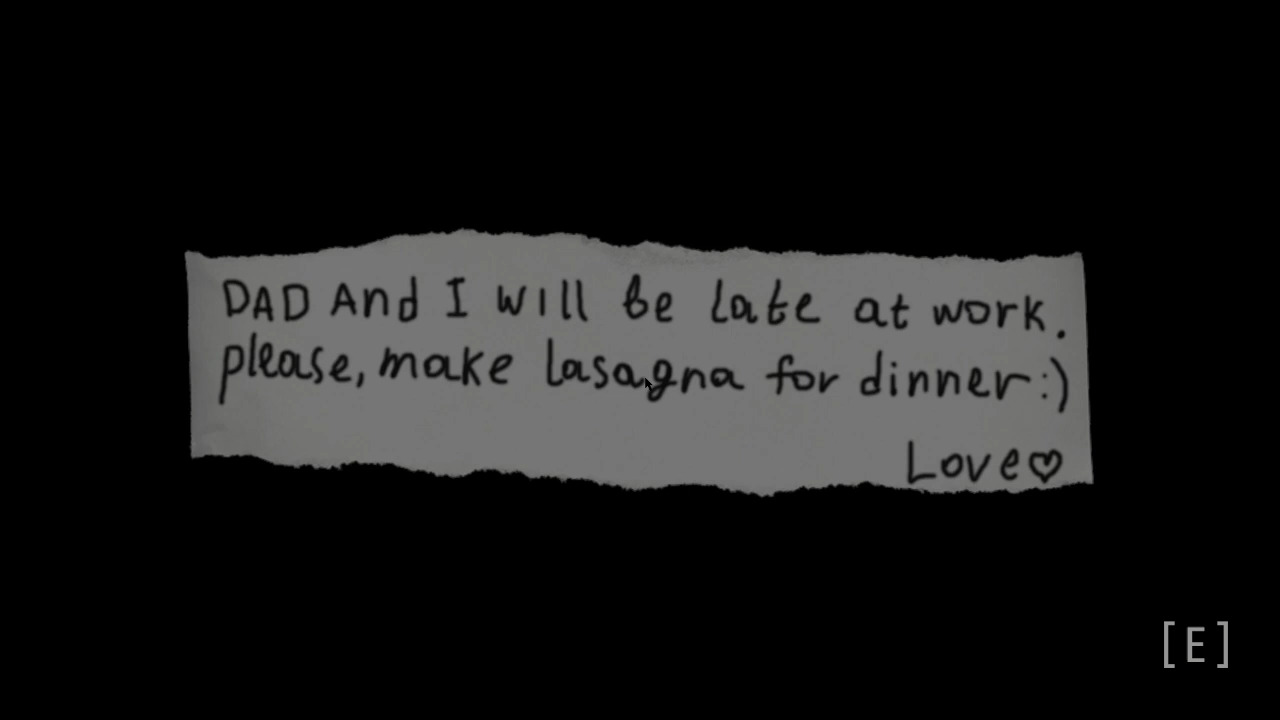 DAD And I will be late at work.
please, make lasagna for dinner:)
Love♡
[E]